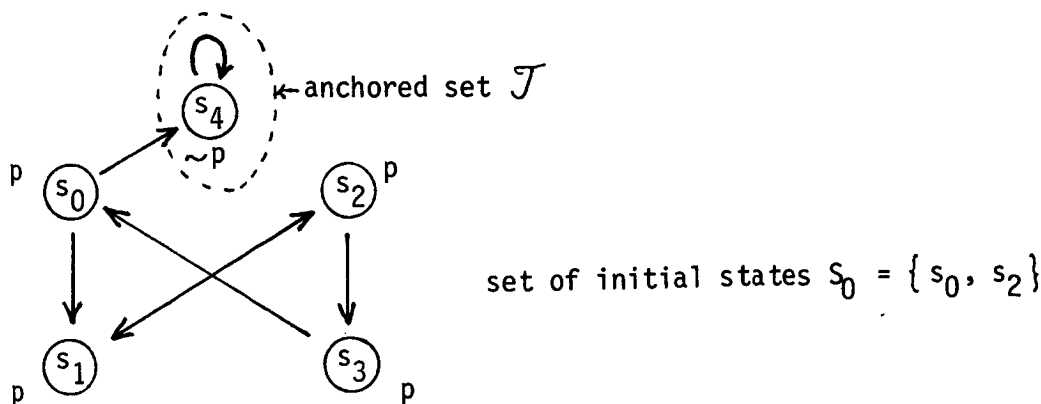 anchored set 𝒯
s₄
~p
p
s₀
s₂
p
set of initial states S₀ = { s₀, s₂}
s₁
p
s₃
p